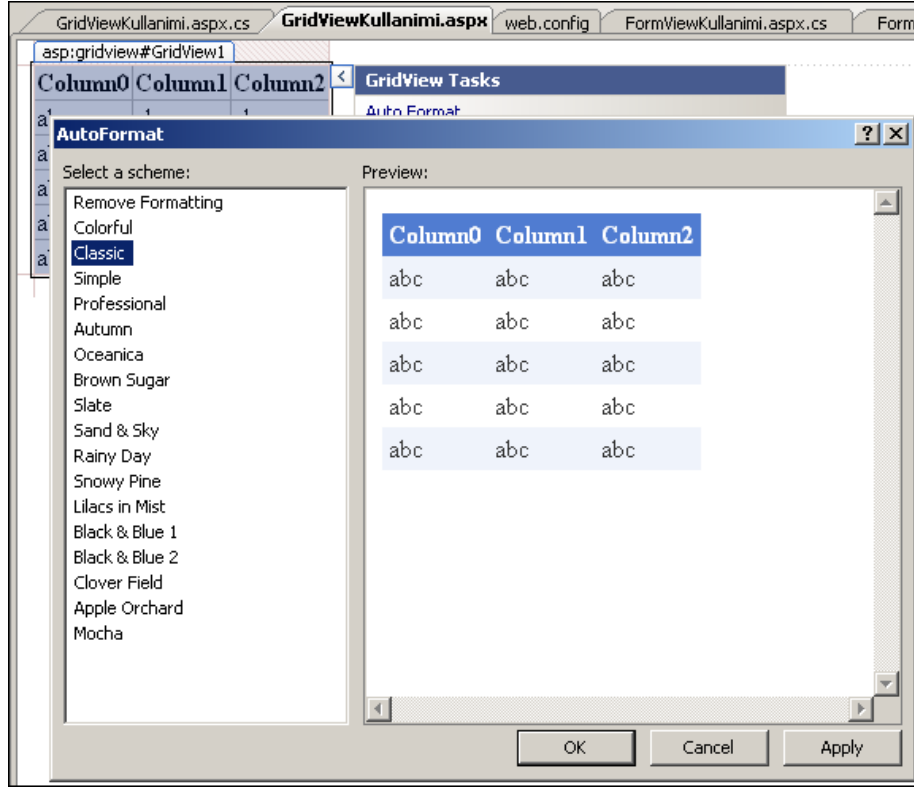 GridViewKullanimi.aspx.cs GridViewKullanimi.aspx web.config FormViewKullanimi.aspx.cs Form
asp:gridview#GridView1
Column0 Column1 Column2 < GridView Tasks
Auto Format
AutoFormat ? X
Select a scheme: Preview:
Remove Formatting
Colorful
Classic
Simple
Professional
Autumn
Oceanica
Brown Sugar
Slate
Sand & Sky
Rainy Day
Snowy Pine
Lilacs in Mist
Black & Blue 1
Black & Blue 2
Clover Field
Apple Orchard
Mocha
Column0 Column1 Column2
abc abc abc
abc abc abc
abc abc abc
abc abc abc
abc abc abc
OK Cancel Apply